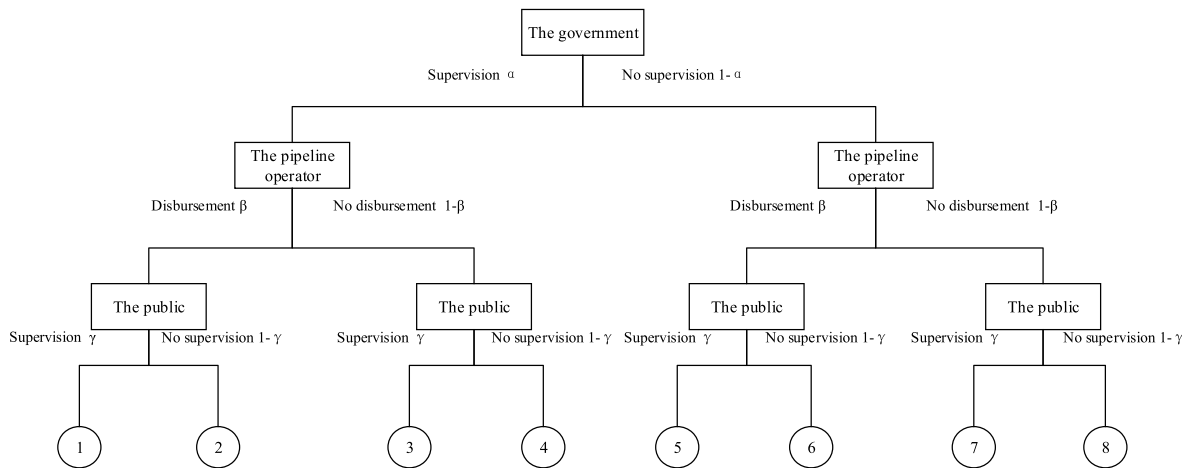 The government
Supervision α
No supervision 1- α
The pipeline
operator
The pipeline
operator
Disbursement β
No disbursement 1-β
Disbursement β
No disbursement 1-β
The public
The public
The public
The public
Supervision γ
No supervision 1- γ
Supervision γ
No supervision 1- γ
Supervision γ
No supervision 1- γ
Supervision γ
No supervision 1- γ
1
2
3
4
5
6
7
8